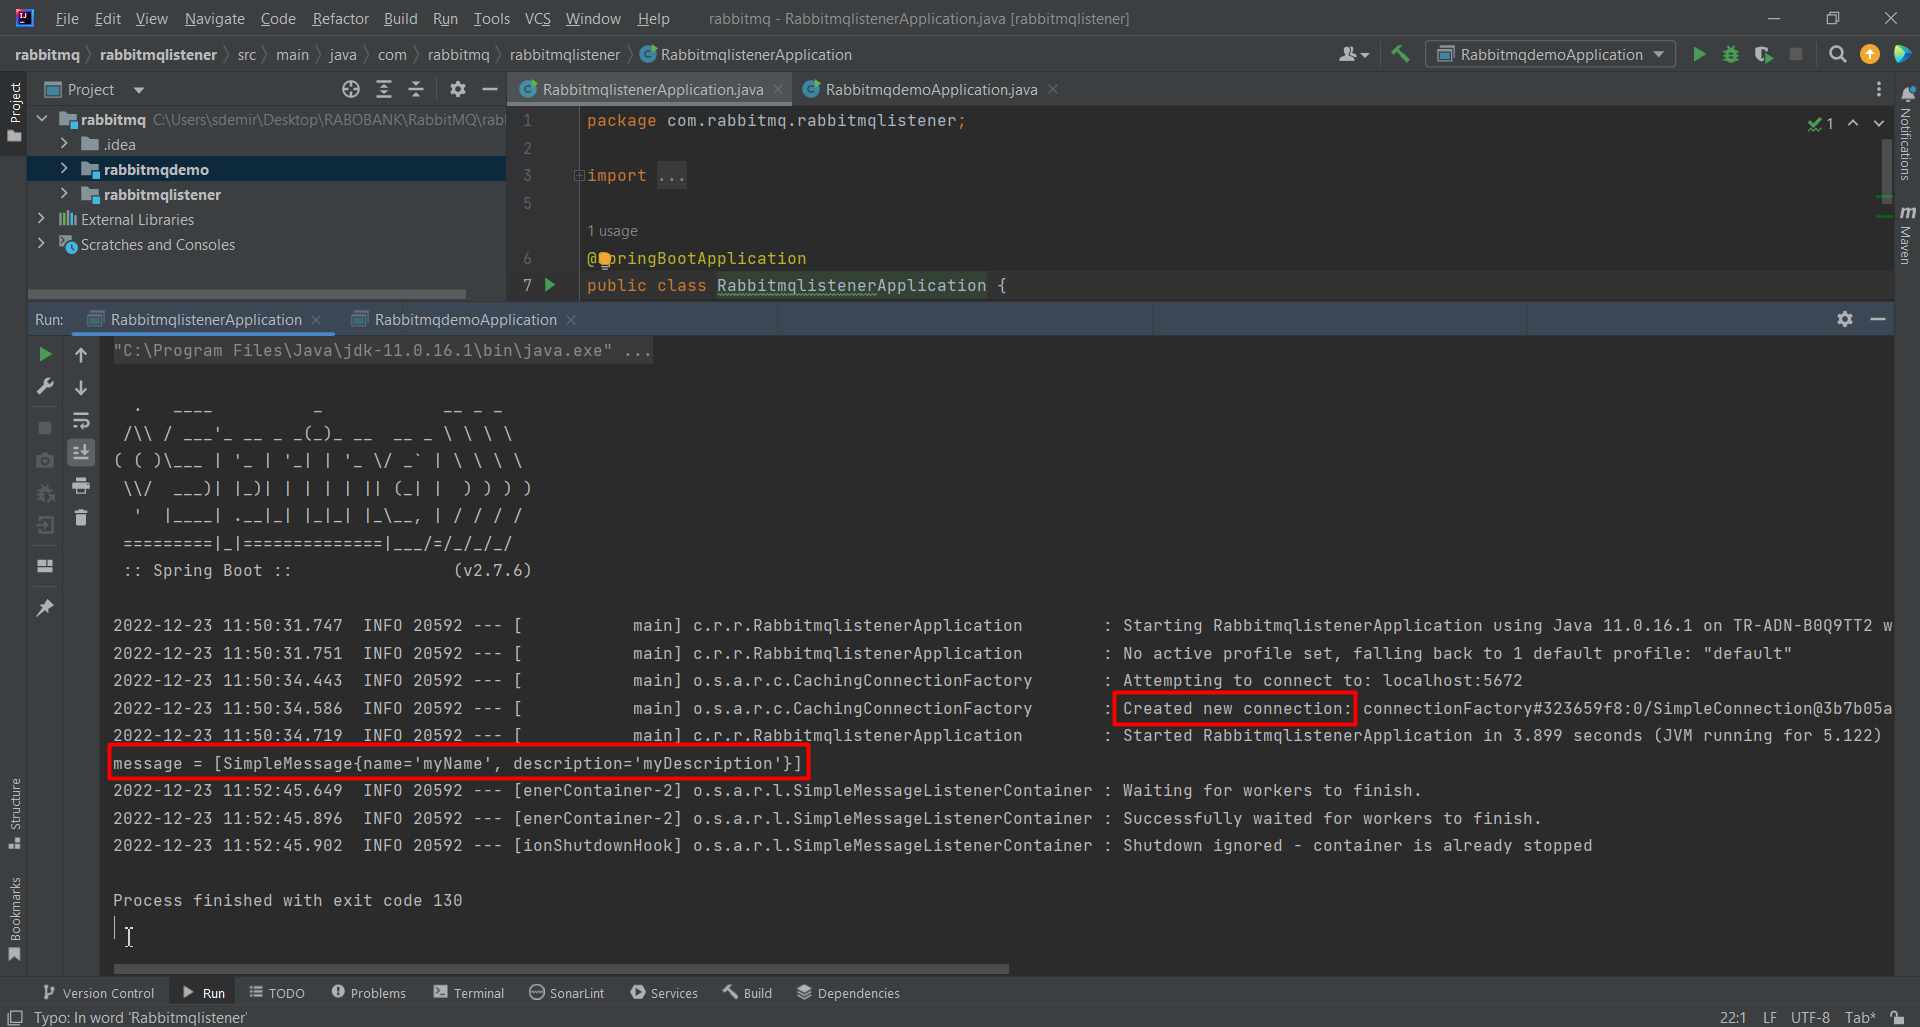 File Edit View Navigate Code Refactor Build Run Tools VCS Window Help rabbitmq - RabbitmqlistenerApplication.java [rabbitmqlistener]
rabbitmq rabbitmqlistener src main java com rabbitmq rabbitmqlistener RabbitmqlistenerApplication RabbitmqdemoApplication
Project
Project
RabbitmqlistenerApplication.java
RabbitmqdemoApplication.java
rabbitmq C:\Users\sdemir\Desktop\RABOBANK\RabbitMQ\rabl
.idea
rabbitmqdemo
rabbitmqlistener
External Libraries
Scratches and Consoles
1 package com.rabbitmq.rabbitmqlistener;
2
3 import ...
5
1 usage
6 @SpringBootApplication
7 public class RabbitmqlistenerApplication {
1
Notifications
Maven
Run: RabbitmqlistenerApplication RabbitmqdemoApplication
"C:\Program Files\Java\jdk-11.0.16.1\bin\java.exe" ...
  .   ____          _            __ _ _
 /\\ / ___'_ __ _ _(_)_ __  __ _ \ \ \ \
( ( )\___ | '_ | '_| | '_ \/ _` | \ \ \ \
 \\/  ___)| |_)| | | | | || (_| |  ) ) ) )
  '  |____| .__|_| |_|_| |_\__, | / / / /
 =========|_|==============|___/=/_/_/_/
 :: Spring Boot ::                (v2.7.6)
2022-12-23 11:50:31.747  INFO 20592 --- [           main] c.r.r.RabbitmqlistenerApplication        : Starting RabbitmqlistenerApplication using Java 11.0.16.1 on TR-ADN-B0Q9TT2 w
2022-12-23 11:50:31.751  INFO 20592 --- [           main] c.r.r.RabbitmqlistenerApplication        : No active profile set, falling back to 1 default profile: "default"
2022-12-23 11:50:34.443  INFO 20592 --- [           main] o.s.a.r.c.CachingConnectionFactory       : Attempting to connect to: localhost:5672
2022-12-23 11:50:34.586  INFO 20592 --- [           main] o.s.a.r.c.CachingConnectionFactory       : Created new connection: connectionFactory#323659f8:0/SimpleConnection@3b7b05a
2022-12-23 11:50:34.719  INFO 20592 --- [           main] c.r.r.RabbitmqlistenerApplication        : Started RabbitmqlistenerApplication in 3.899 seconds (JVM running for 5.122)
message = [SimpleMessage{name='myName', description='myDescription'}]
2022-12-23 11:52:45.649  INFO 20592 --- [enerContainer-2] o.s.a.r.l.SimpleMessageListenerContainer : Waiting for workers to finish.
2022-12-23 11:52:45.896  INFO 20592 --- [enerContainer-2] o.s.a.r.l.SimpleMessageListenerContainer : Successfully waited for workers to finish.
2022-12-23 11:52:45.902  INFO 20592 --- [ionShutdownHook] o.s.a.r.l.SimpleMessageListenerContainer : Shutdown ignored - container is already stopped
Process finished with exit code 130
Structure
Bookmarks
Version Control Run TODO Problems Terminal SonarLint Services Build Dependencies
Typo: In word 'Rabbitmqlistener' 22:1 LF UTF-8 Tab*